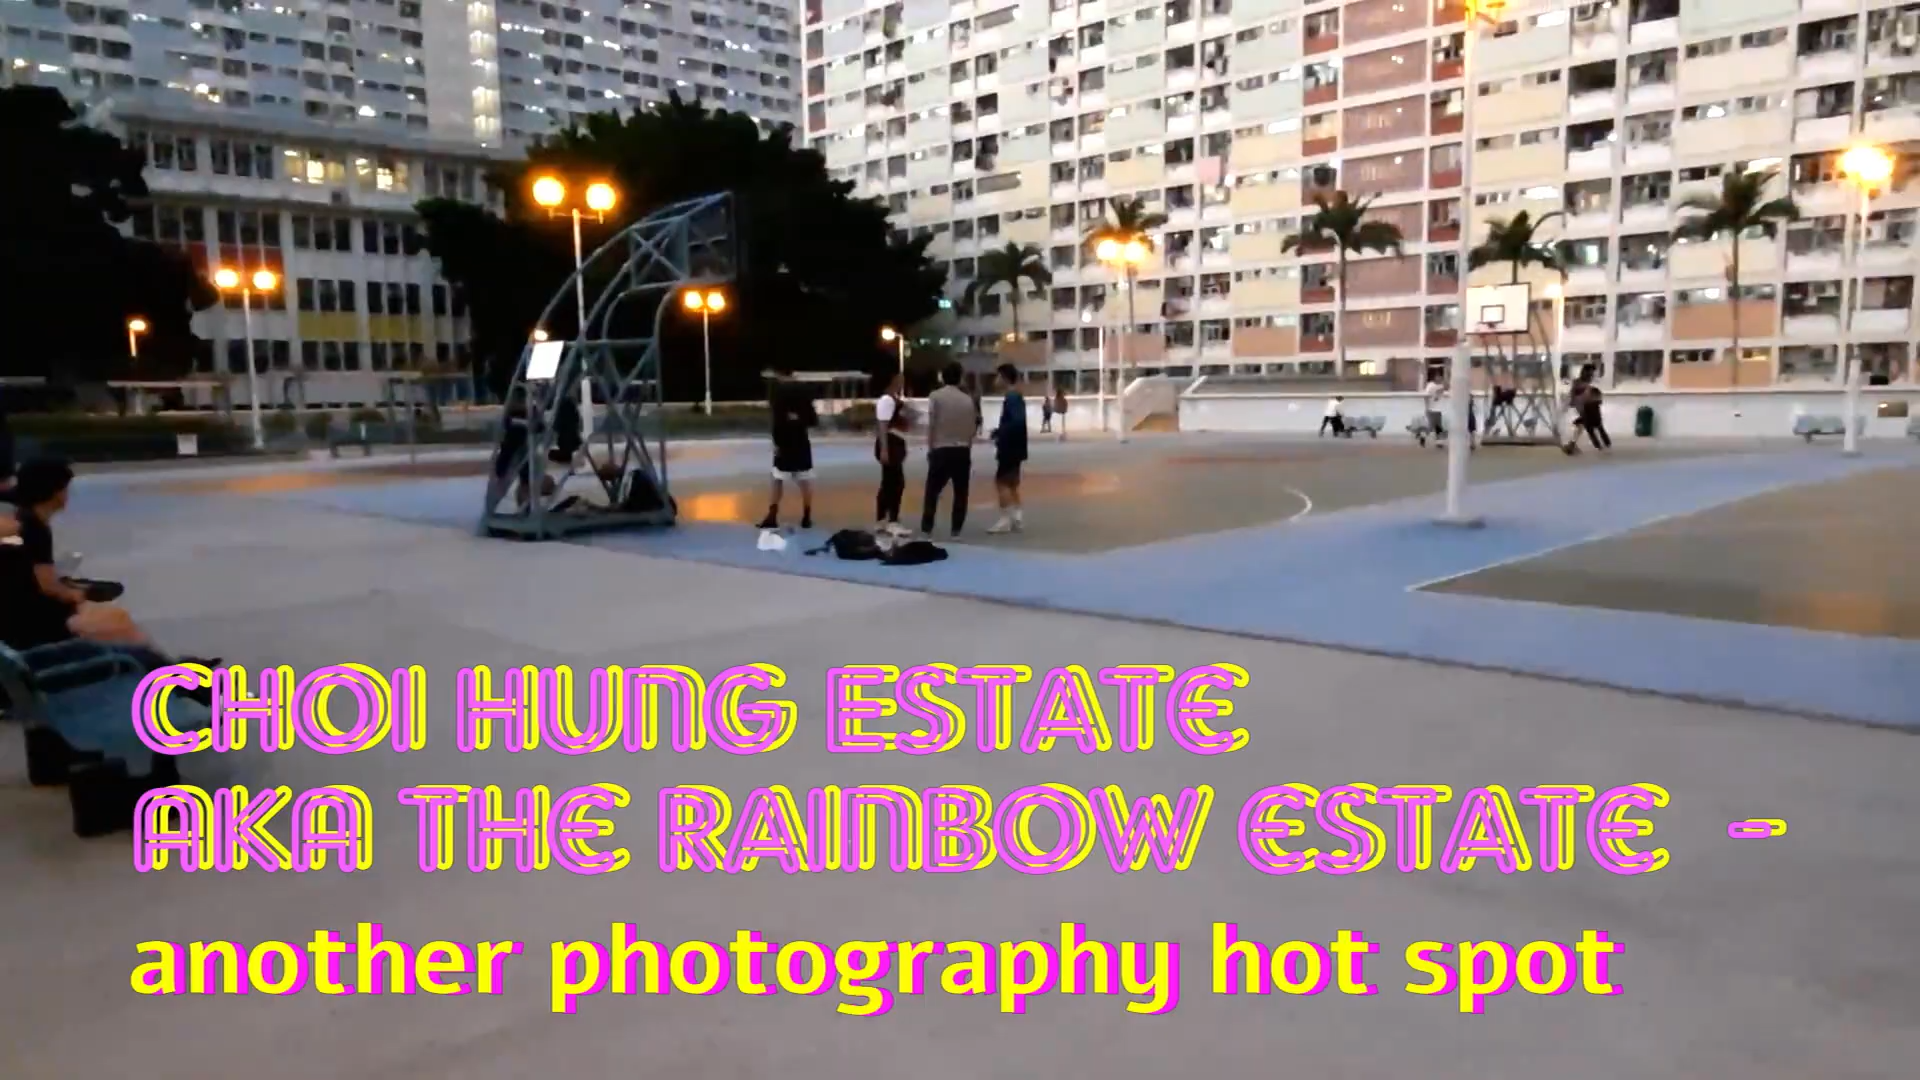 CHOI HUNG ESTATE
AKA THE RAINBOW ESTATE -
another photography hot spot